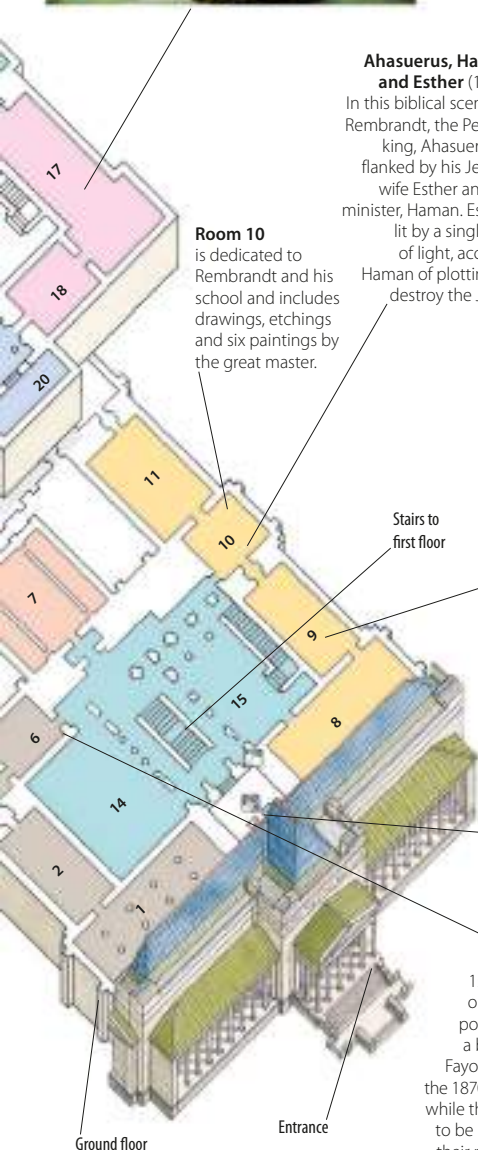 17
Ahasuerus, Ha
and Esther (1
In this biblical scen
Rembrandt, the Pe
king, Ahasuer
flanked by his Je
wife Esther an
minister, Haman. Es
lit by a singl
of light, acc
Haman of plottin
destroy the
Room 10
is dedicated to
Rembrandt and his
school and includes
drawings, etchings
and six paintings by
the great master.
18
20
11
10
Stairs to
first floor
7
9
15
8
6
14
2
1
1
o
po
a b
Fayo
the 1870
while th
to be
Entrance
Ground floor